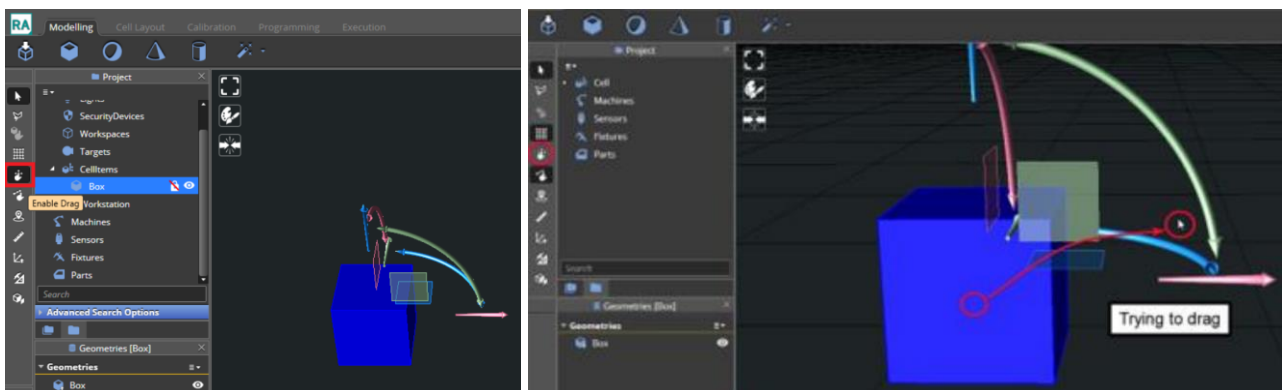 RA Modelling Cell Layout Calibration Programming Execution
Project
SecurityDevices
Workspaces
Targets
CellItems
Box
Enable Drag
Workstation
Machines
Sensors
Fixtures
Parts
Search
Advanced Search Options
Geometries [Box]
Geometries
Box
Project
Cell
Machines
Sensors
Fixtures
Parts
Search
Geometries [Box]
Geometries
Box
Trying to drag